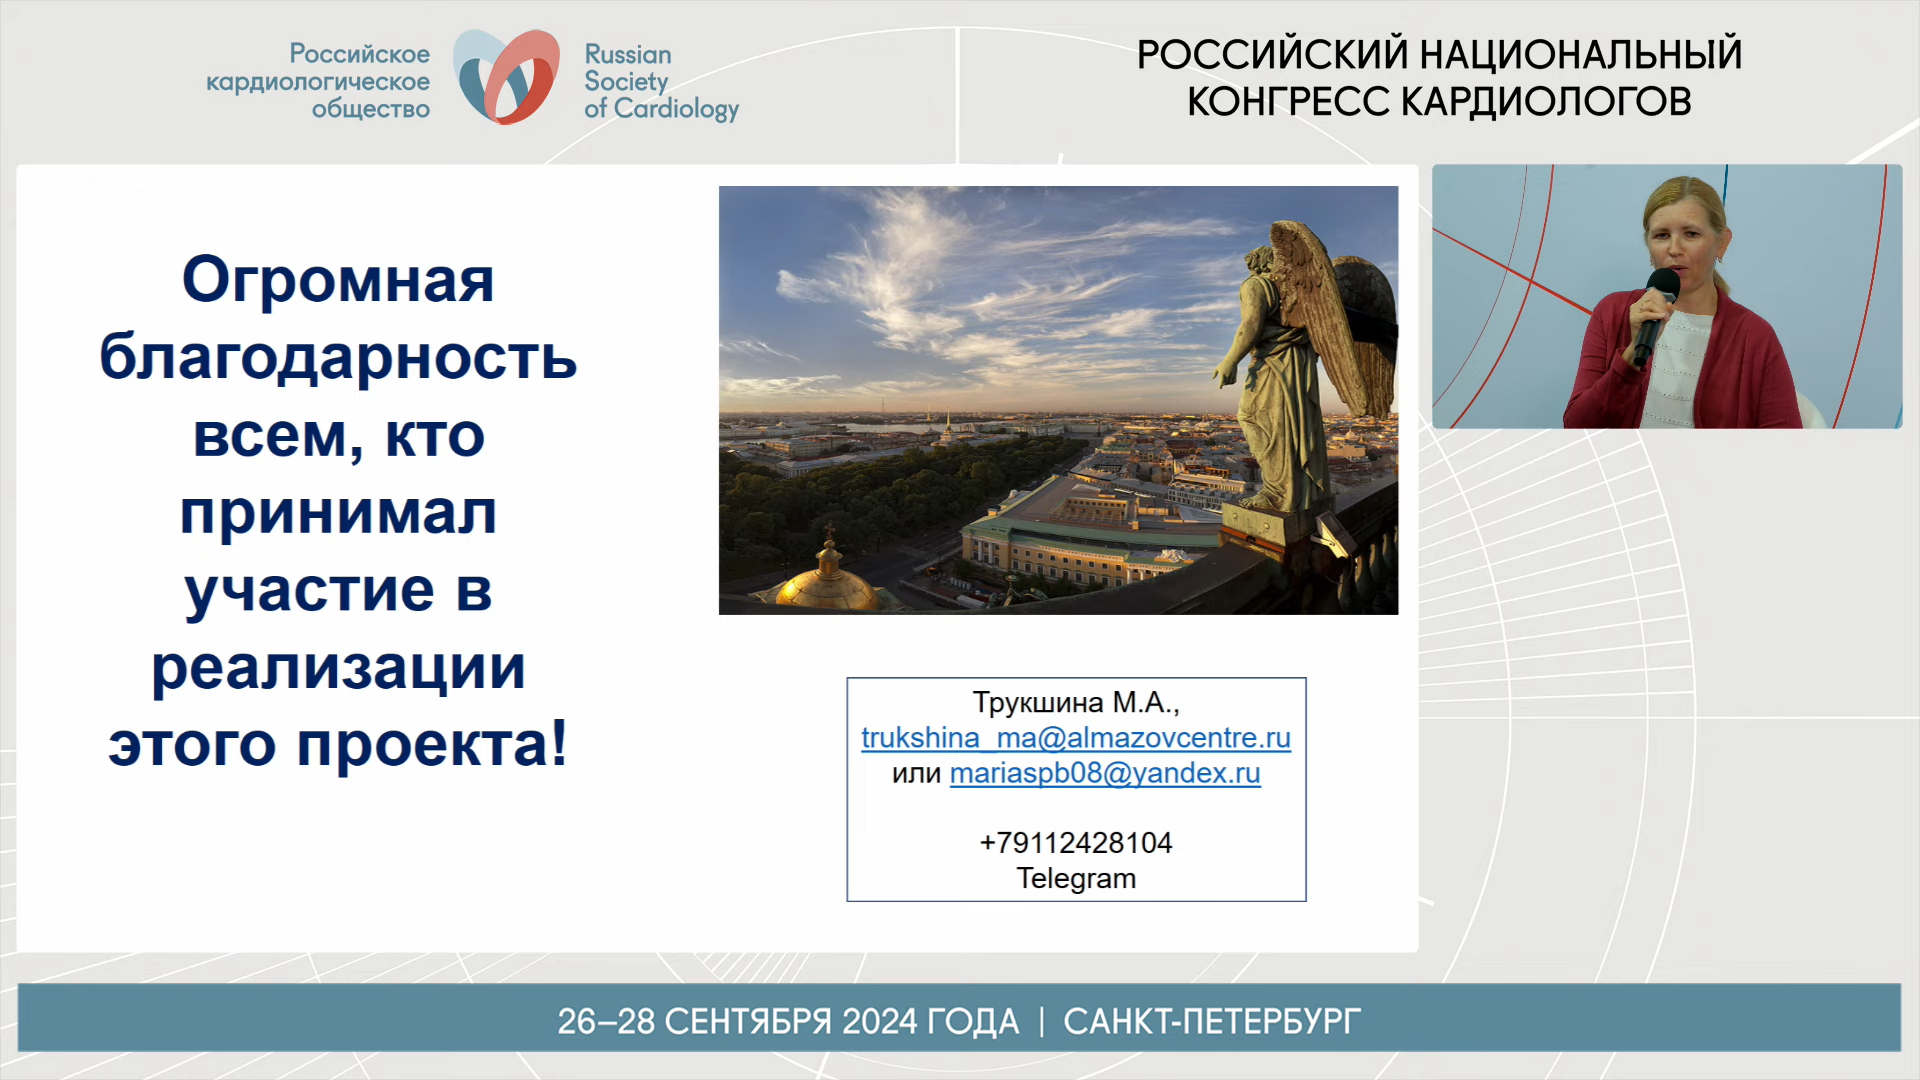 Российское
кардиологическое
общество
Russian
Society
of Cardiology
РОССИЙСКИЙ НАЦИОНАЛЬНЫЙ
КОНГРЕСС КАРДИОЛОГОВ
Огромная
благодарность
всем, кто
принимал
участие в
реализации
этого проекта!
Трукшина М.А.,
trukshina_ma@almazovcentre.ru
или mariaspb08@yandex.ru
+79112428104
Telegram
26–28 СЕНТЯБРЯ 2024 ГОДА | САНКТ-ПЕТЕРБУРГ